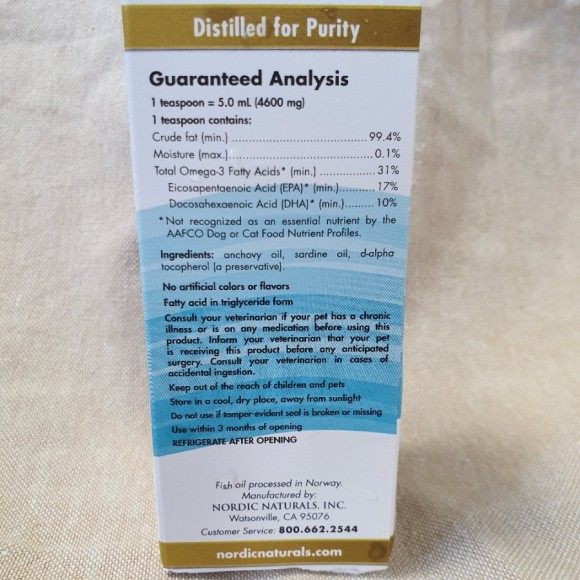 Distilled for Purity
Guaranteed Analysis
1 teaspoon = 5.0 mL (4600 mg)
1 teaspoon contains:
Crude fat (min.) ................................ 99.4%
Moisture (max.) ................................ 0.1%
Total Omega-3 Fatty Acids* (min.) ............... 31%
Eicosapentaenoic Acid (EPA)* (min.) .......... 17%
Docosahexaenoic Acid (DHA)* (min.) ......... 10%
*Not recognized as an essential nutrient by the
AAFCO Dog or Cat Food Nutrient Profiles.
Ingredients: anchovy oil, sardine oil, d-alpha
tocopherol (a preservative).
No artificial colors or flavors
Fatty acid in triglyceride form
Consult your veterinarian if your pet has a chronic
illness or is on any medication before using this
product. Inform your veterinarian that your pet
is receiving this product before any anticipated
surgery. Consult your veterinarian in cases of
accidental ingestion.
Keep out of the reach of children and pets
Store in a cool, dry place, away from sunlight
Do not use if tamper-evident seal is broken or missing
Use within 3 months of opening
REFRIGERATE AFTER OPENING
Fish oil processed in Norway.
Manufactured by:
NORDIC NATURALS, INC.
Watsonville, CA 95076
Customer Service: 800.662.2544
nordicnaturals.com